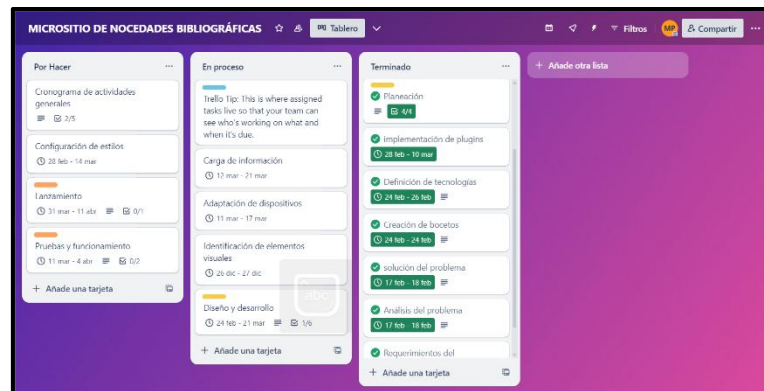 MICROSITIO DE NOCEDADES BIBLIOGRÁFICAS
Tablero
Filtros
MP
Compartir
Por Hacer
Cronograma de actividades
generales
2/5
Configuración de estilos
28 feb - 14 mar
Lanzamiento
31 mar - 11 abr
0/1
Pruebas y funcionamiento
11 mar - 4 abr
0/2
+ Añade una tarjeta
En proceso
Trello Tip: This is where assigned
tasks live so that your team can
see who's working on what and
when it's due.
Carga de información
12 mar - 21 mar
Adaptación de dispositivos
11 mar - 17 mar
Identificación de elementos
visuales
26 dic - 27 dic
abc
Diseño y desarrollo
24 feb - 21 mar
1/6
+ Añade una tarjeta
Terminado
Planeación
4/4
implementación de plugins
28 feb - 10 mar
Definición de tecnologías
24 feb - 26 feb
Creación de bocetos
24 feb - 24 feb
solución del problema
17 feb - 18 feb
Análisis del problema
17 feb - 18 feb
Requerimientos del
+ Añade una tarjeta
+ Añade otra lista